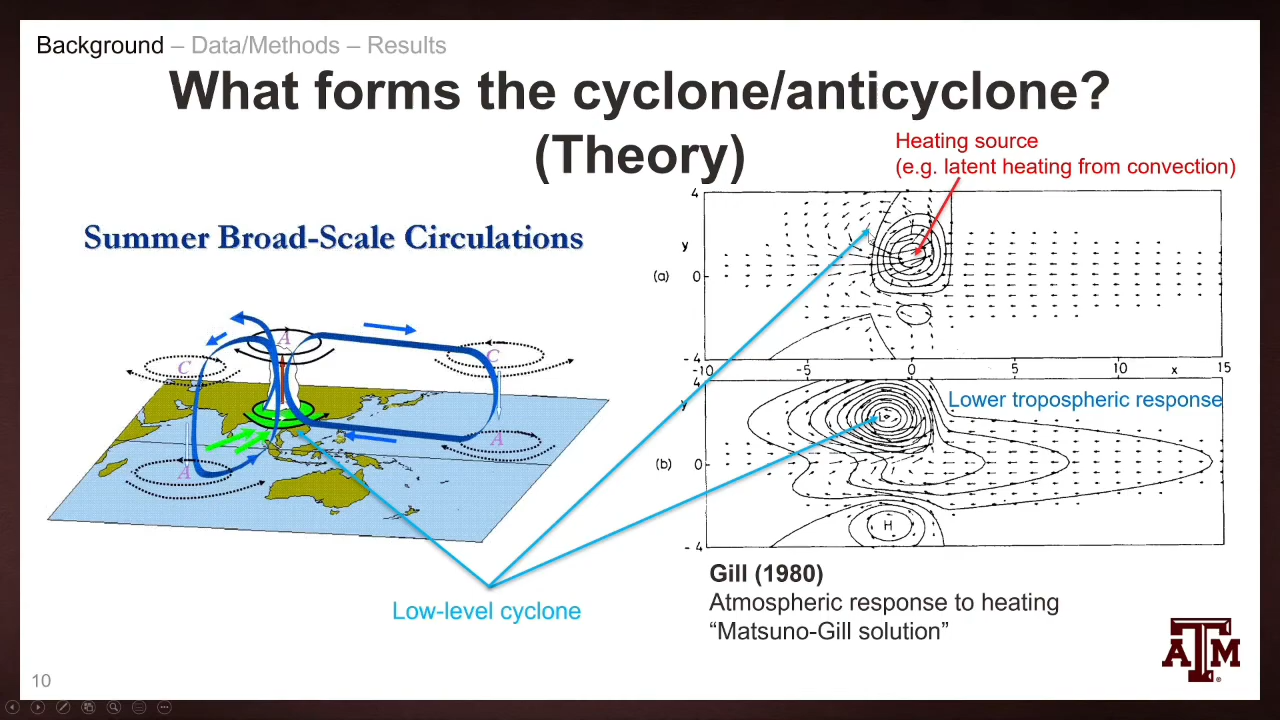 Background – Data/Methods – Results
What forms the cyclone/anticyclone?
(Theory)
Heating source
(e.g. latent heating from convection)
Summer Broad-Scale Circulations
A
C
C
A
A
4
y
(a)
0
- 4
-10
-5
0
5
10
x
15
4
y
Lower tropospheric response
(b)
0
H
- 4
Low-level cyclone
Gill (1980)
Atmospheric response to heating
“Matsuno-Gill solution”
ATM
10